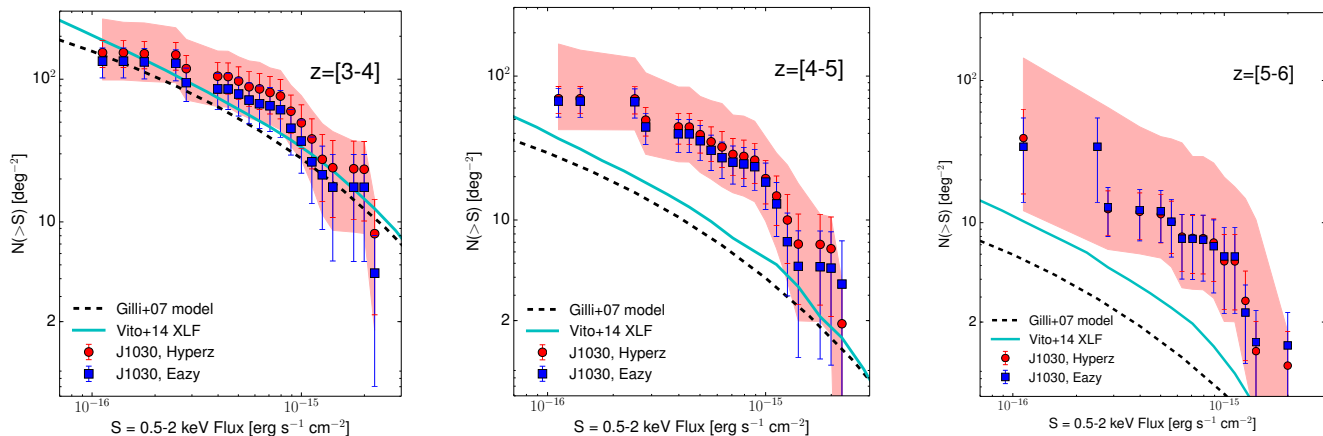 z=[3-4]
10²
10
2
N(>S) [deg⁻²]
Gilli+07 model
Vito+14 XLF
J1030, Hyperz
J1030, Eazy
10⁻¹⁶
10⁻¹⁵
S = 0.5-2 keV Flux [erg s⁻¹ cm⁻²]
z=[4-5]
10²
10
2
N(>S) [deg⁻²]
Gilli+07 model
Vito+14 XLF
J1030, Hyperz
J1030, Eazy
10⁻¹⁶
10⁻¹⁵
S = 0.5-2 keV Flux [erg s⁻¹ cm⁻²]
z=[5-6]
10²
10
2
N(>S) [deg⁻²]
Gilli+07 model
Vito+14 XLF
J1030, Hyperz
J1030, Eazy
10⁻¹⁶
10⁻¹⁵
S = 0.5-2 keV Flux [erg s⁻¹ cm⁻²]